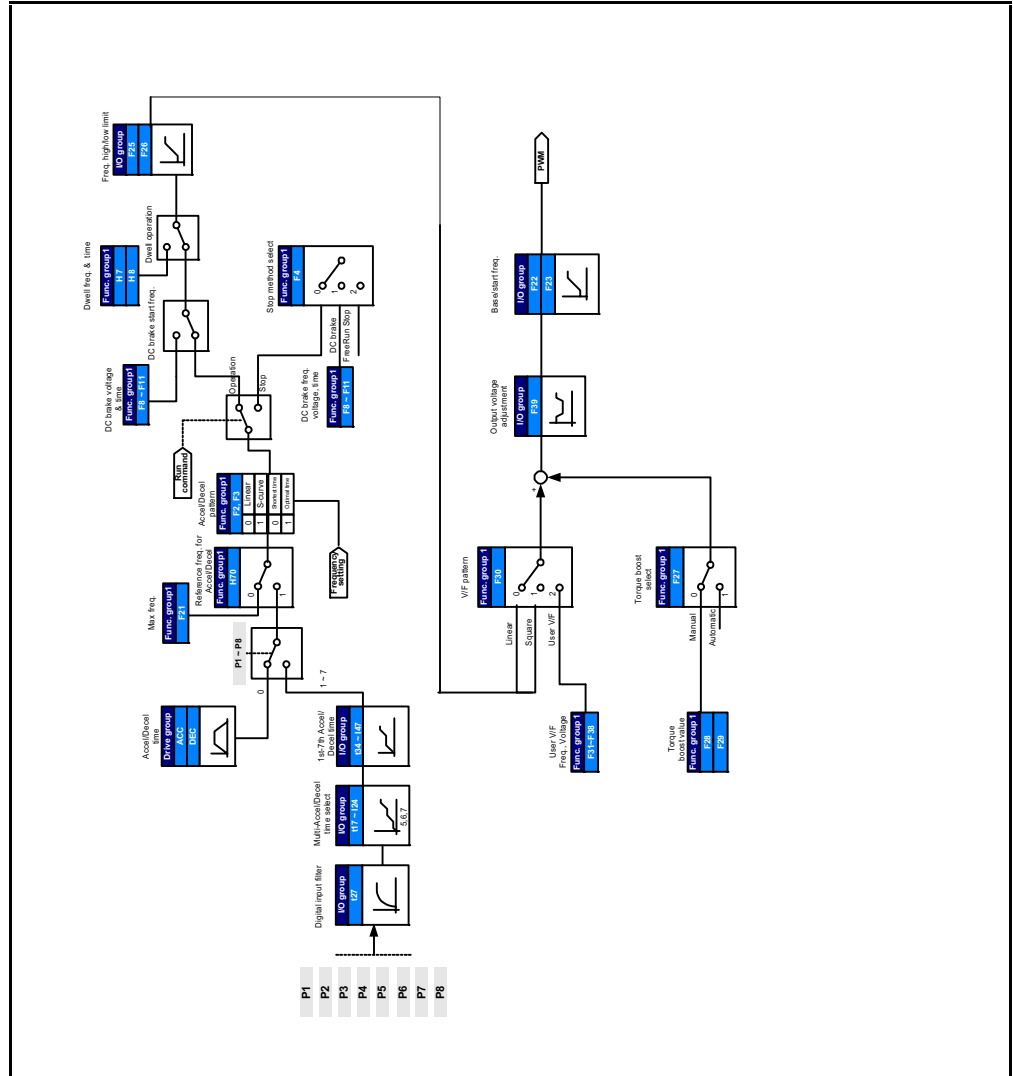 P1
P2
P3
P4
P5
P6
P7
P8
Digital input filter
I/O group
t27
Multi-Accel/Decel
time select
I/O group
t17 ~ t24
5,6,7
1st-7th Accel/
Decel time
I/O group
t34 ~ t47
Accel/Decel
time
Drive group
ACC
DEC
0
1 ~ 7
P1 ~ P8
Max freq.
Func. group1
F21
Reference freq. for
Accel/Decel
Func. group1
H70
0
1
Accel/Decel
pattern
Func. group1
F2, F3
0
Linear
1
S-curve
0
Shortest time
1
Optimal time
Frequency
setting
Run
command
Operation
Stop
DC brake voltage
& time
Func. group1
F8 ~ F11
DC brake start freq.
DC brake freq.
voltage, time
Func. group1
F8 ~ F11
DC brake
FreeRun Stop
Stop method select
Func. group1
F4
0
1
2
Dwell freq. & time
Func. group1
H 7
H 8
Dwell operation
Freq. high/low limit
I/O group
F25
F26
User V/F
Freq., Voltage
Func. group 1
F31~F38
Linear
Square
User V/F
V/F pattern
Func. group 1
F30
0
1
2
+
Torque
boost value
Func. group 1
F28
F29
Manual
Automatic
Torque boost
select
Func. group 1
F27
0
1
Output voltage
adjustment
I/O group
F39
Base/start freq.
I/O group
F22
F23
PWM